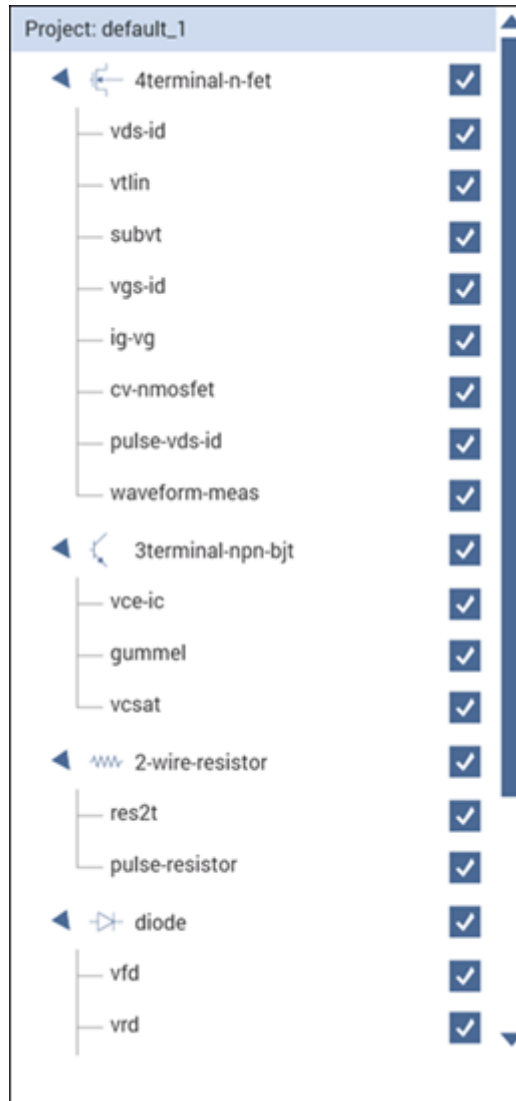 Project: default_1
4terminal-n-fet
vds-id
vtlin
subvt
vgs-id
ig-vg
cv-nmosfet
pulse-vds-id
waveform-meas
3terminal-npn-bjt
vce-ic
gummel
vcsat
2-wire-resistor
res2t
pulse-resistor
diode
vfd
vrd